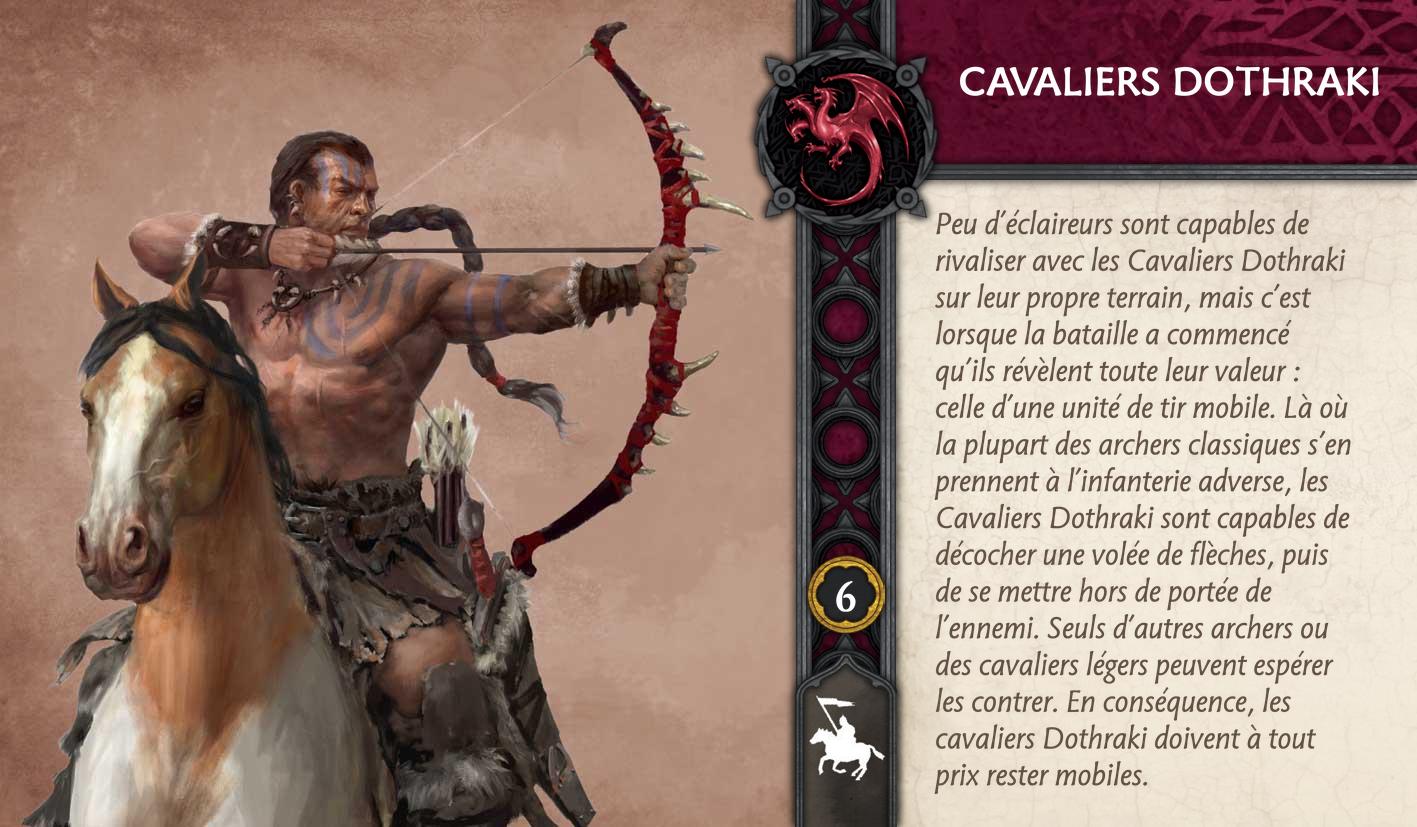 CAVALIERS DOTHRAKI
Peu d’éclaireurs sont capables de
rivaliser avec les Cavaliers Dothraki
sur leur propre terrain, mais c’est
lorsque la bataille a commencé
qu’ils révèlent toute leur valeur :
celle d’une unité de tir mobile. Là où
la plupart des archers classiques s’en
prennent à l’infanterie adverse, les
Cavaliers Dothraki sont capables de
décocher une volée de flèches, puis
de se mettre hors de portée de
l’ennemi. Seuls d’autres archers ou
des cavaliers légers peuvent espérer
les contrer. En conséquence, les
cavaliers Dothraki doivent à tout
prix rester mobiles.
6